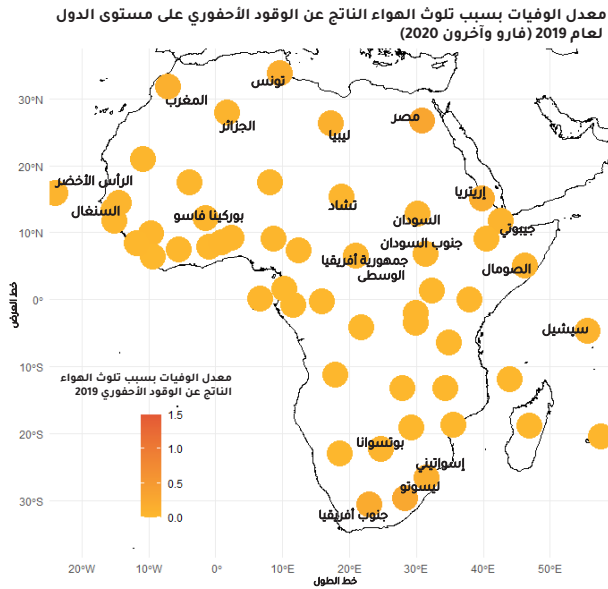 معدل الوفيات بسبب تلوث الهواء الناتج عن الوقود الأحفوري على مستوى الدول
لعام 2019 (فارو وآخرون 2020)
30°N
20°N
10°N
0°
10°S
20°S
30°S
خط العرض
تونس
المغرب
الجزائر
ليبيا
مصر
الرأس الأخضر
السنغال
بوركينا فاسو
تشاد
السودان
إريتريا
جيبوتي
جنوب السودان
جمهورية أفريقيا
الوسطى
الصومال
سيشيل
بوتسوانا
إسواتيني
ليسوتو
جنوب أفريقيا
معدل الوفيات بسبب تلوث الهواء
الناتج عن الوقود الأحفوري 2019
1.5
1.0
0.5
0.0
20°W
10°W
0°
10°E
20°E
30°E
40°E
50°E
خط الطول